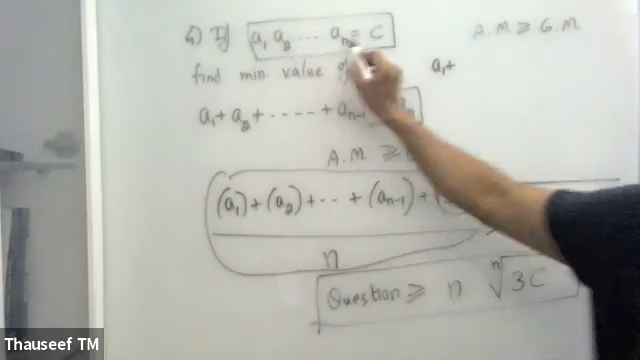 4) If a₁ a₂ ..... aₙ = C A.M. ≥ G.M.
find min. value of a₁+
a₁ + a₂ + ----- + aₙ₋₁
A.M. ≥
(a₁) + (a₂) + ... + (aₙ₋₁) +
n
Question ≥ n ⁿ√3C
Thauseef TM